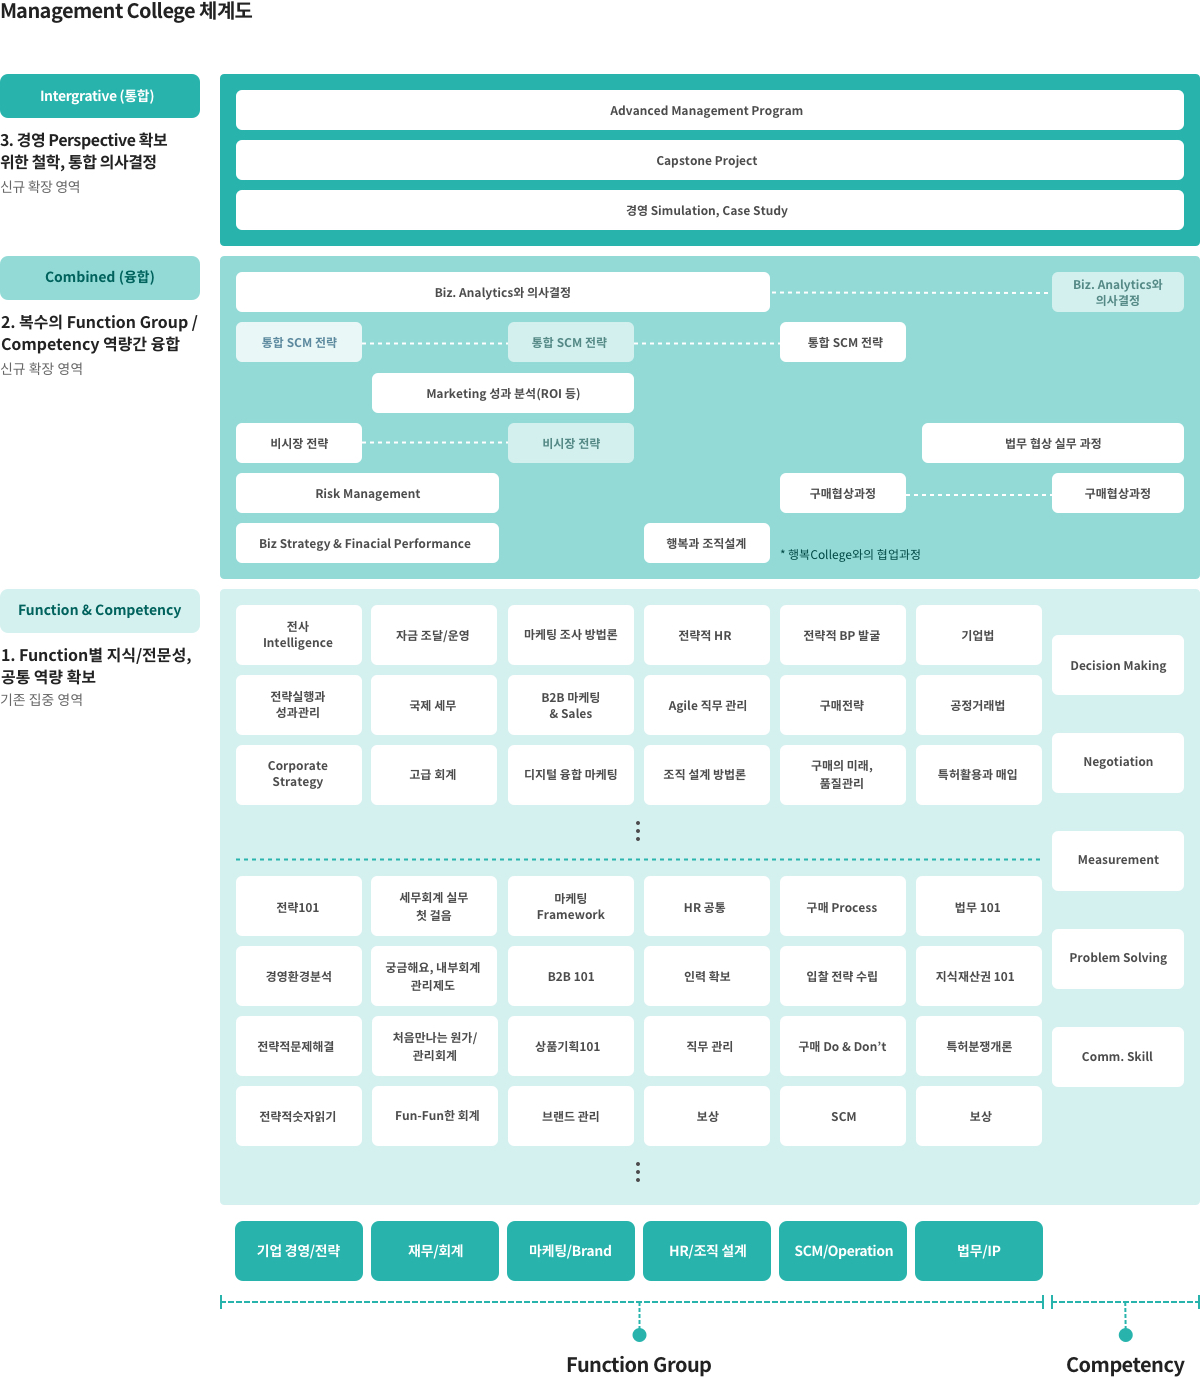 Management College 체계도
Intergrative (통합)
3. 경영 Perspective 확보
위한 철학, 통합 의사결정
신규 확장 영역
Advanced Management Program
Capstone Project
경영 Simulation, Case Study
Combined (융합)
2. 복수의 Function Group /
Competency 역량간 융합
신규 확장 영역
Biz. Analytics와 의사결정
Biz. Analytics와
의사결정
통합 SCM 전략
통합 SCM 전략
통합 SCM 전략
Marketing 성과 분석(ROI 등)
비시장 전략
비시장 전략
법무 협상 실무 과정
Risk Management
구매협상과정
구매협상과정
Biz Strategy & Finacial Performance
행복과 조직설계
* 행복College와의 협업과정
Function & Competency
1. Function별 지식/전문성,
공통 역량 확보
기존 집중 영역
전사
Intelligence
자금 조달/운영
마케팅 조사 방법론
전략적 HR
전략적 BP 발굴
기업법
전략실행과
성과관리
국제 세무
B2B 마케팅
& Sales
Agile 직무 관리
구매전략
공정거래법
Corporate
Strategy
고급 회계
디지털 융합 마케팅
조직 설계 방법론
구매의 미래,
품질관리
특허활용과 매입
전략101
세무회계 실무
첫 걸음
마케팅
Framework
HR 공통
구매 Process
법무 101
경영환경분석
궁금해요, 내부회계
관리제도
B2B 101
인력 확보
입찰 전략 수립
지식재산권 101
전략적문제해결
처음만나는 원가/
관리회계
상품기획101
직무 관리
구매 Do & Don’t
특허분쟁개론
전략적숫자읽기
Fun-Fun한 회계
브랜드 관리
보상
SCM
보상
Decision Making
Negotiation
Measurement
Problem Solving
Comm. Skill
기업 경영/전략
재무/회계
마케팅/Brand
HR/조직 설계
SCM/Operation
법무/IP
Function Group
Competency